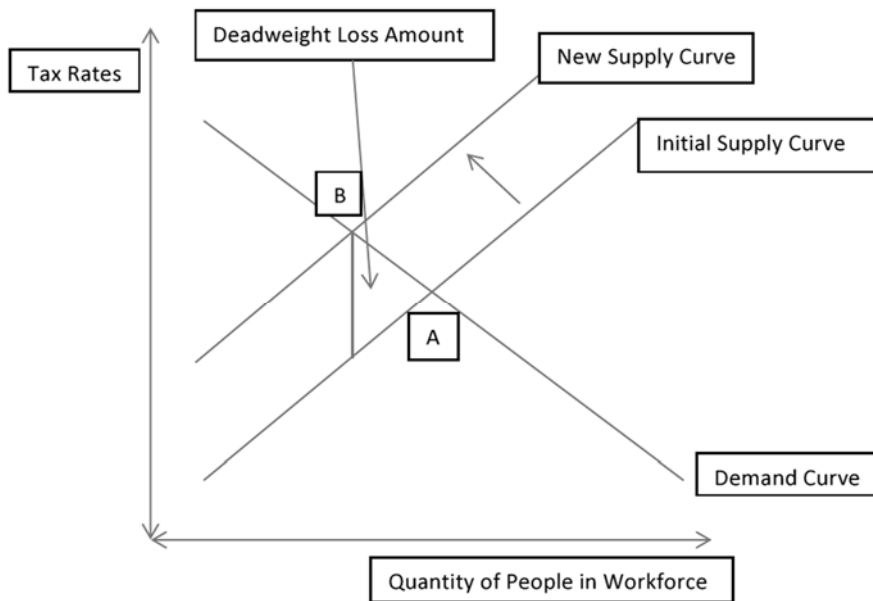 Deadweight Loss Amount
New Supply Curve
Tax Rates
Initial Supply Curve
B
A
Demand Curve
Quantity of People in Workforce